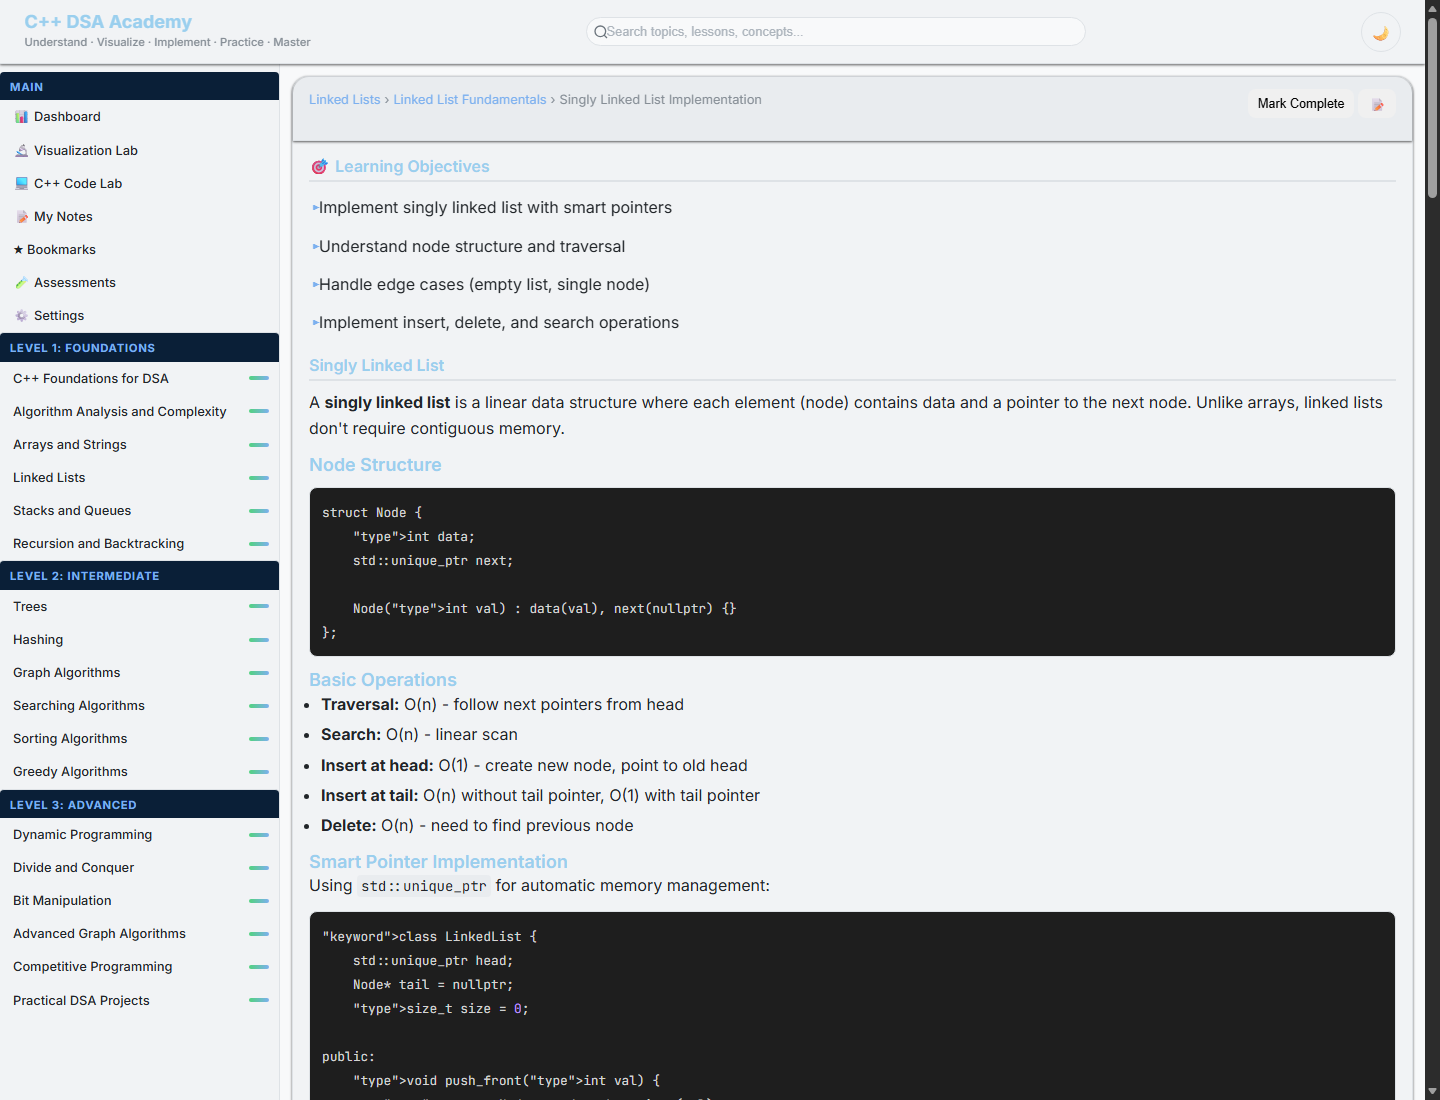 C++ DSA Academy
Understand · Visualize · Implement · Practice · Master
Search topics, lessons, concepts...
MAIN
Dashboard
Visualization Lab
C++ Code Lab
My Notes
★ Bookmarks
Assessments
Settings
LEVEL 1: FOUNDATIONS
C++ Foundations for DSA
Algorithm Analysis and Complexity
Arrays and Strings
Linked Lists
Stacks and Queues
Recursion and Backtracking
LEVEL 2: INTERMEDIATE
Trees
Hashing
Graph Algorithms
Searching Algorithms
Sorting Algorithms
Greedy Algorithms
LEVEL 3: ADVANCED
Dynamic Programming
Divide and Conquer
Bit Manipulation
Advanced Graph Algorithms
Competitive Programming
Practical DSA Projects
Linked Lists › Linked List Fundamentals › Singly Linked List Implementation
Mark Complete
Learning Objectives
Implement singly linked list with smart pointers
Understand node structure and traversal
Handle edge cases (empty list, single node)
Implement insert, delete, and search operations
Singly Linked List
A singly linked list is a linear data structure where each element (node) contains data and a pointer to the next node. Unlike arrays, linked lists
don't require contiguous memory.
Node Structure
struct Node {
    "type">int data;
    std::unique_ptr next;
    Node("type">int val) : data(val), next(nullptr) {}
};
Basic Operations
• Traversal: O(n) - follow next pointers from head
• Search: O(n) - linear scan
• Insert at head: O(1) - create new node, point to old head
• Insert at tail: O(n) without tail pointer, O(1) with tail pointer
• Delete: O(n) - need to find previous node
Smart Pointer Implementation
Using std::unique_ptr for automatic memory management:
"keyword">class LinkedList {
    std::unique_ptr head;
    Node* tail = nullptr;
    "type">size_t size = 0;
public:
    "type">void push_front("type">int val) {